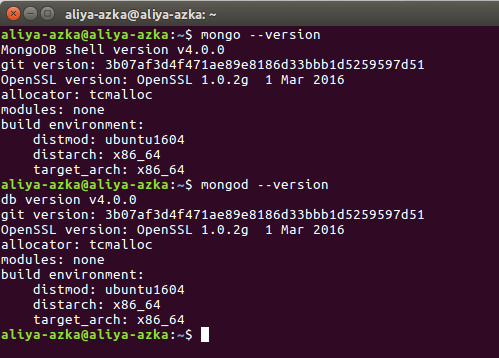 aliya-azka@aliya-azka: ~
aliya-azka@aliya-azka:~$ mongo --version
MongoDB shell version v4.0.0
git version: 3b07af3d4f471ae89e8186d33bbb1d5259597d51
OpenSSL version: OpenSSL 1.0.2g  1 Mar 2016
allocator: tcmalloc
modules: none
build environment:
    distmod: ubuntu1604
    distarch: x86_64
    target_arch: x86_64
aliya-azka@aliya-azka:~$ mongod --version
db version v4.0.0
git version: 3b07af3d4f471ae89e8186d33bbb1d5259597d51
OpenSSL version: OpenSSL 1.0.2g  1 Mar 2016
allocator: tcmalloc
modules: none
build environment:
    distmod: ubuntu1604
    distarch: x86_64
    target_arch: x86_64
aliya-azka@aliya-azka:~$